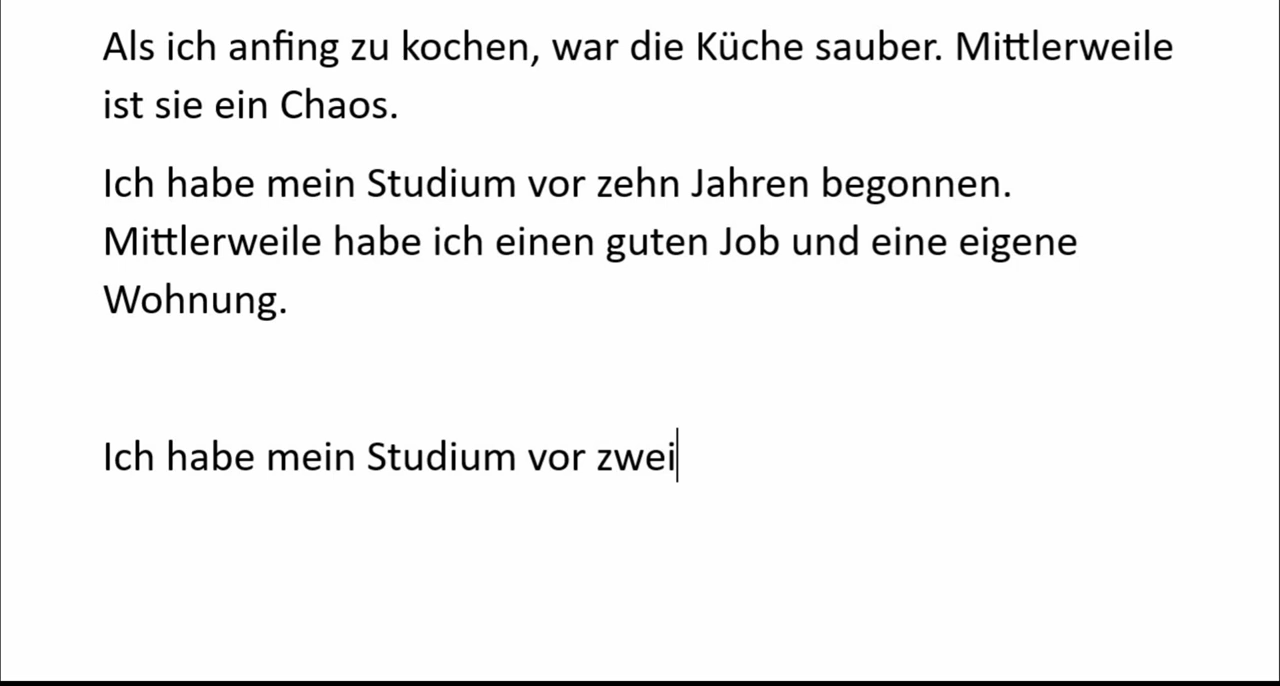 Als ich anfing zu kochen, war die Küche sauber. Mittlerweile
ist sie ein Chaos.
Ich habe mein Studium vor zehn Jahren begonnen.
Mittlerweile habe ich einen guten Job und eine eigene
Wohnung.
Ich habe mein Studium vor zwei